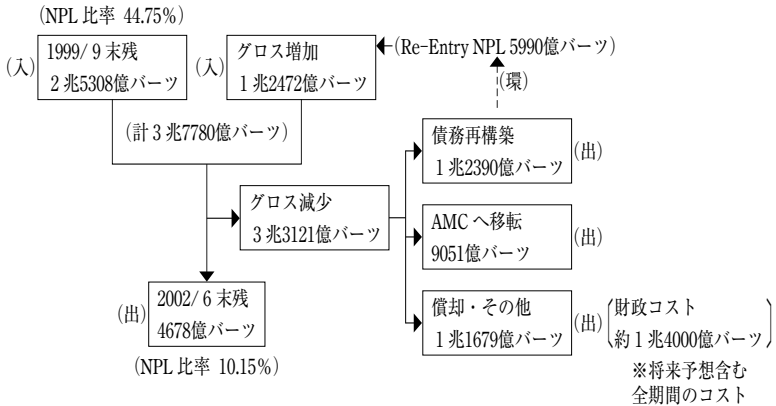 (NPL 比率 44.75%)
(入)
1999/ 9 末残
2 兆5308億バーツ
(入)
グロス増加
1 兆2472億バーツ
(Re-Entry NPL 5990億バーツ)
(環)
(計 3 兆7780億バーツ)
債務再構築
1 兆2390億バーツ
(出)
グロス減少
3 兆3121億バーツ
AMC へ移転
9051億バーツ
(出)
(出)
2002/ 6 末残
4678億バーツ
(NPL 比率 10.15%)
償却・その他
1 兆1679億バーツ
(出)
財政コスト
約 1 兆4000億バーツ
※将来予想含む
全期間のコスト